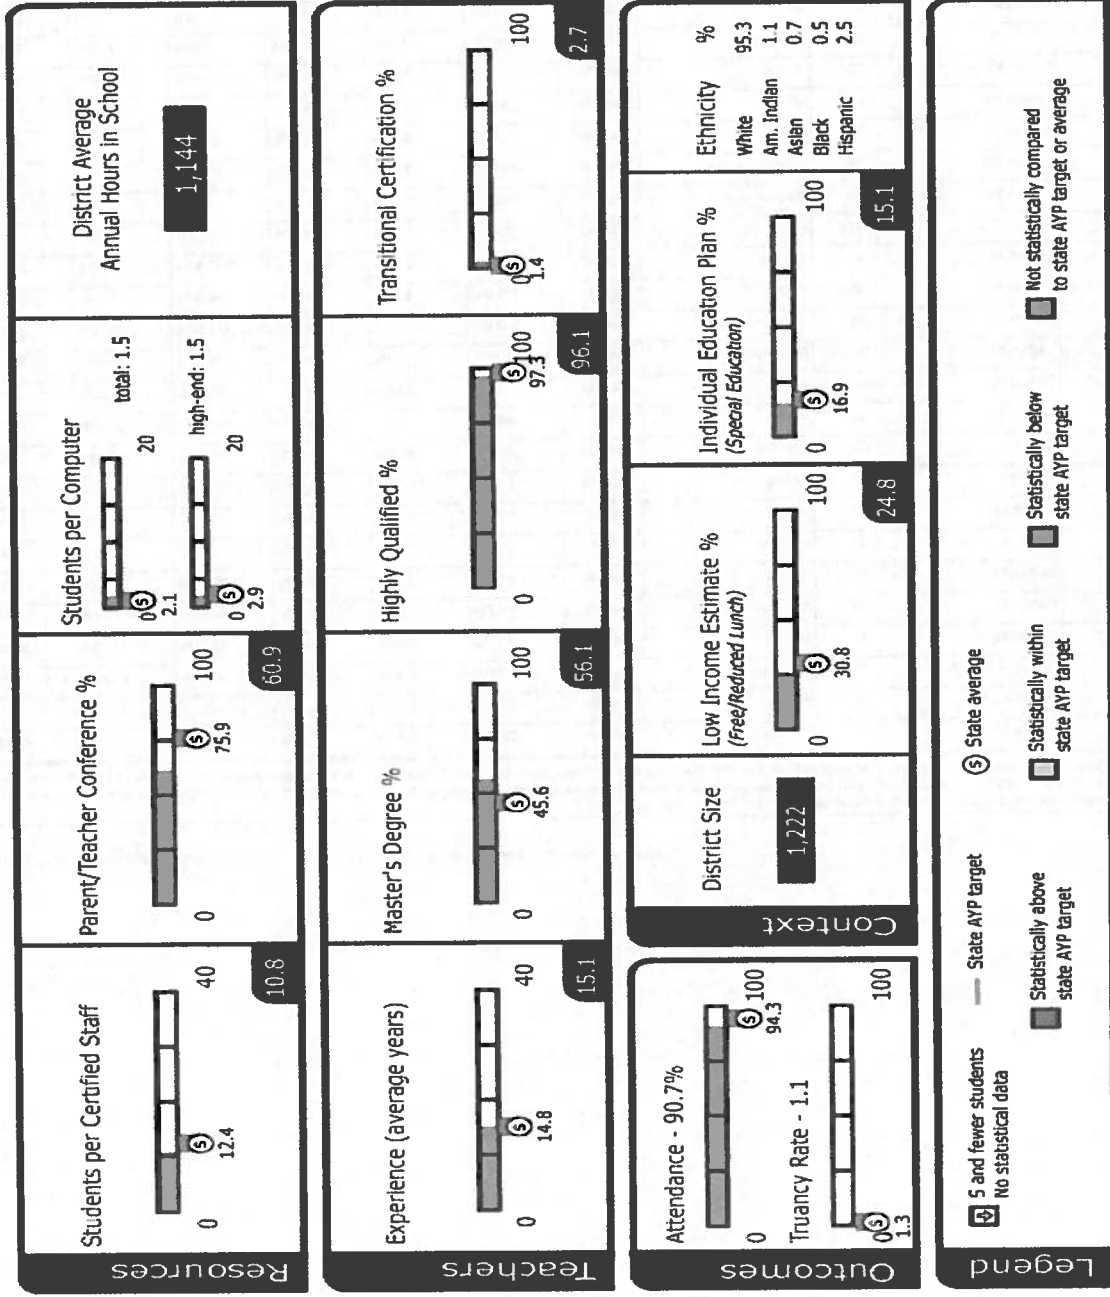 Resources
Students per Certified Staff
0
40
12.4
10.8
Parent/Teacher Conference %
0
100
75.9
60.9
Students per Computer
total: 1.5
0
20
2.1
high-end: 1.5
0
20
2.9
District Average
Annual Hours in School
1,144
Teachers
Experience (average years)
0
40
14.8
15.1
Master's Degree %
0
100
45.6
56.1
Highly Qualified %
0
100
97.3
96.1
Transitional Certification %
0
100
1.4
2.7
Outcomes
Attendance - 90.7%
0
100
94.3
Truancy Rate - 1.1
0
100
1.3
Context
District Size
1,222
Low Income Estimate %
(Free/Reduced Lunch)
0
100
30.8
24.8
Individual Education Plan %
(Special Education)
0
100
16.9
15.1
Ethnicity %
White 95.3
Am. Indian 1.1
Asian 0.7
Black 0.5
Hispanic 2.5
Legend
5 and fewer students
No statistical data
State AYP target
State average
Statistically above
state AYP target
Statistically within
state AYP target
Statistically below
state AYP target
Not statistically compared
to state AYP target or average